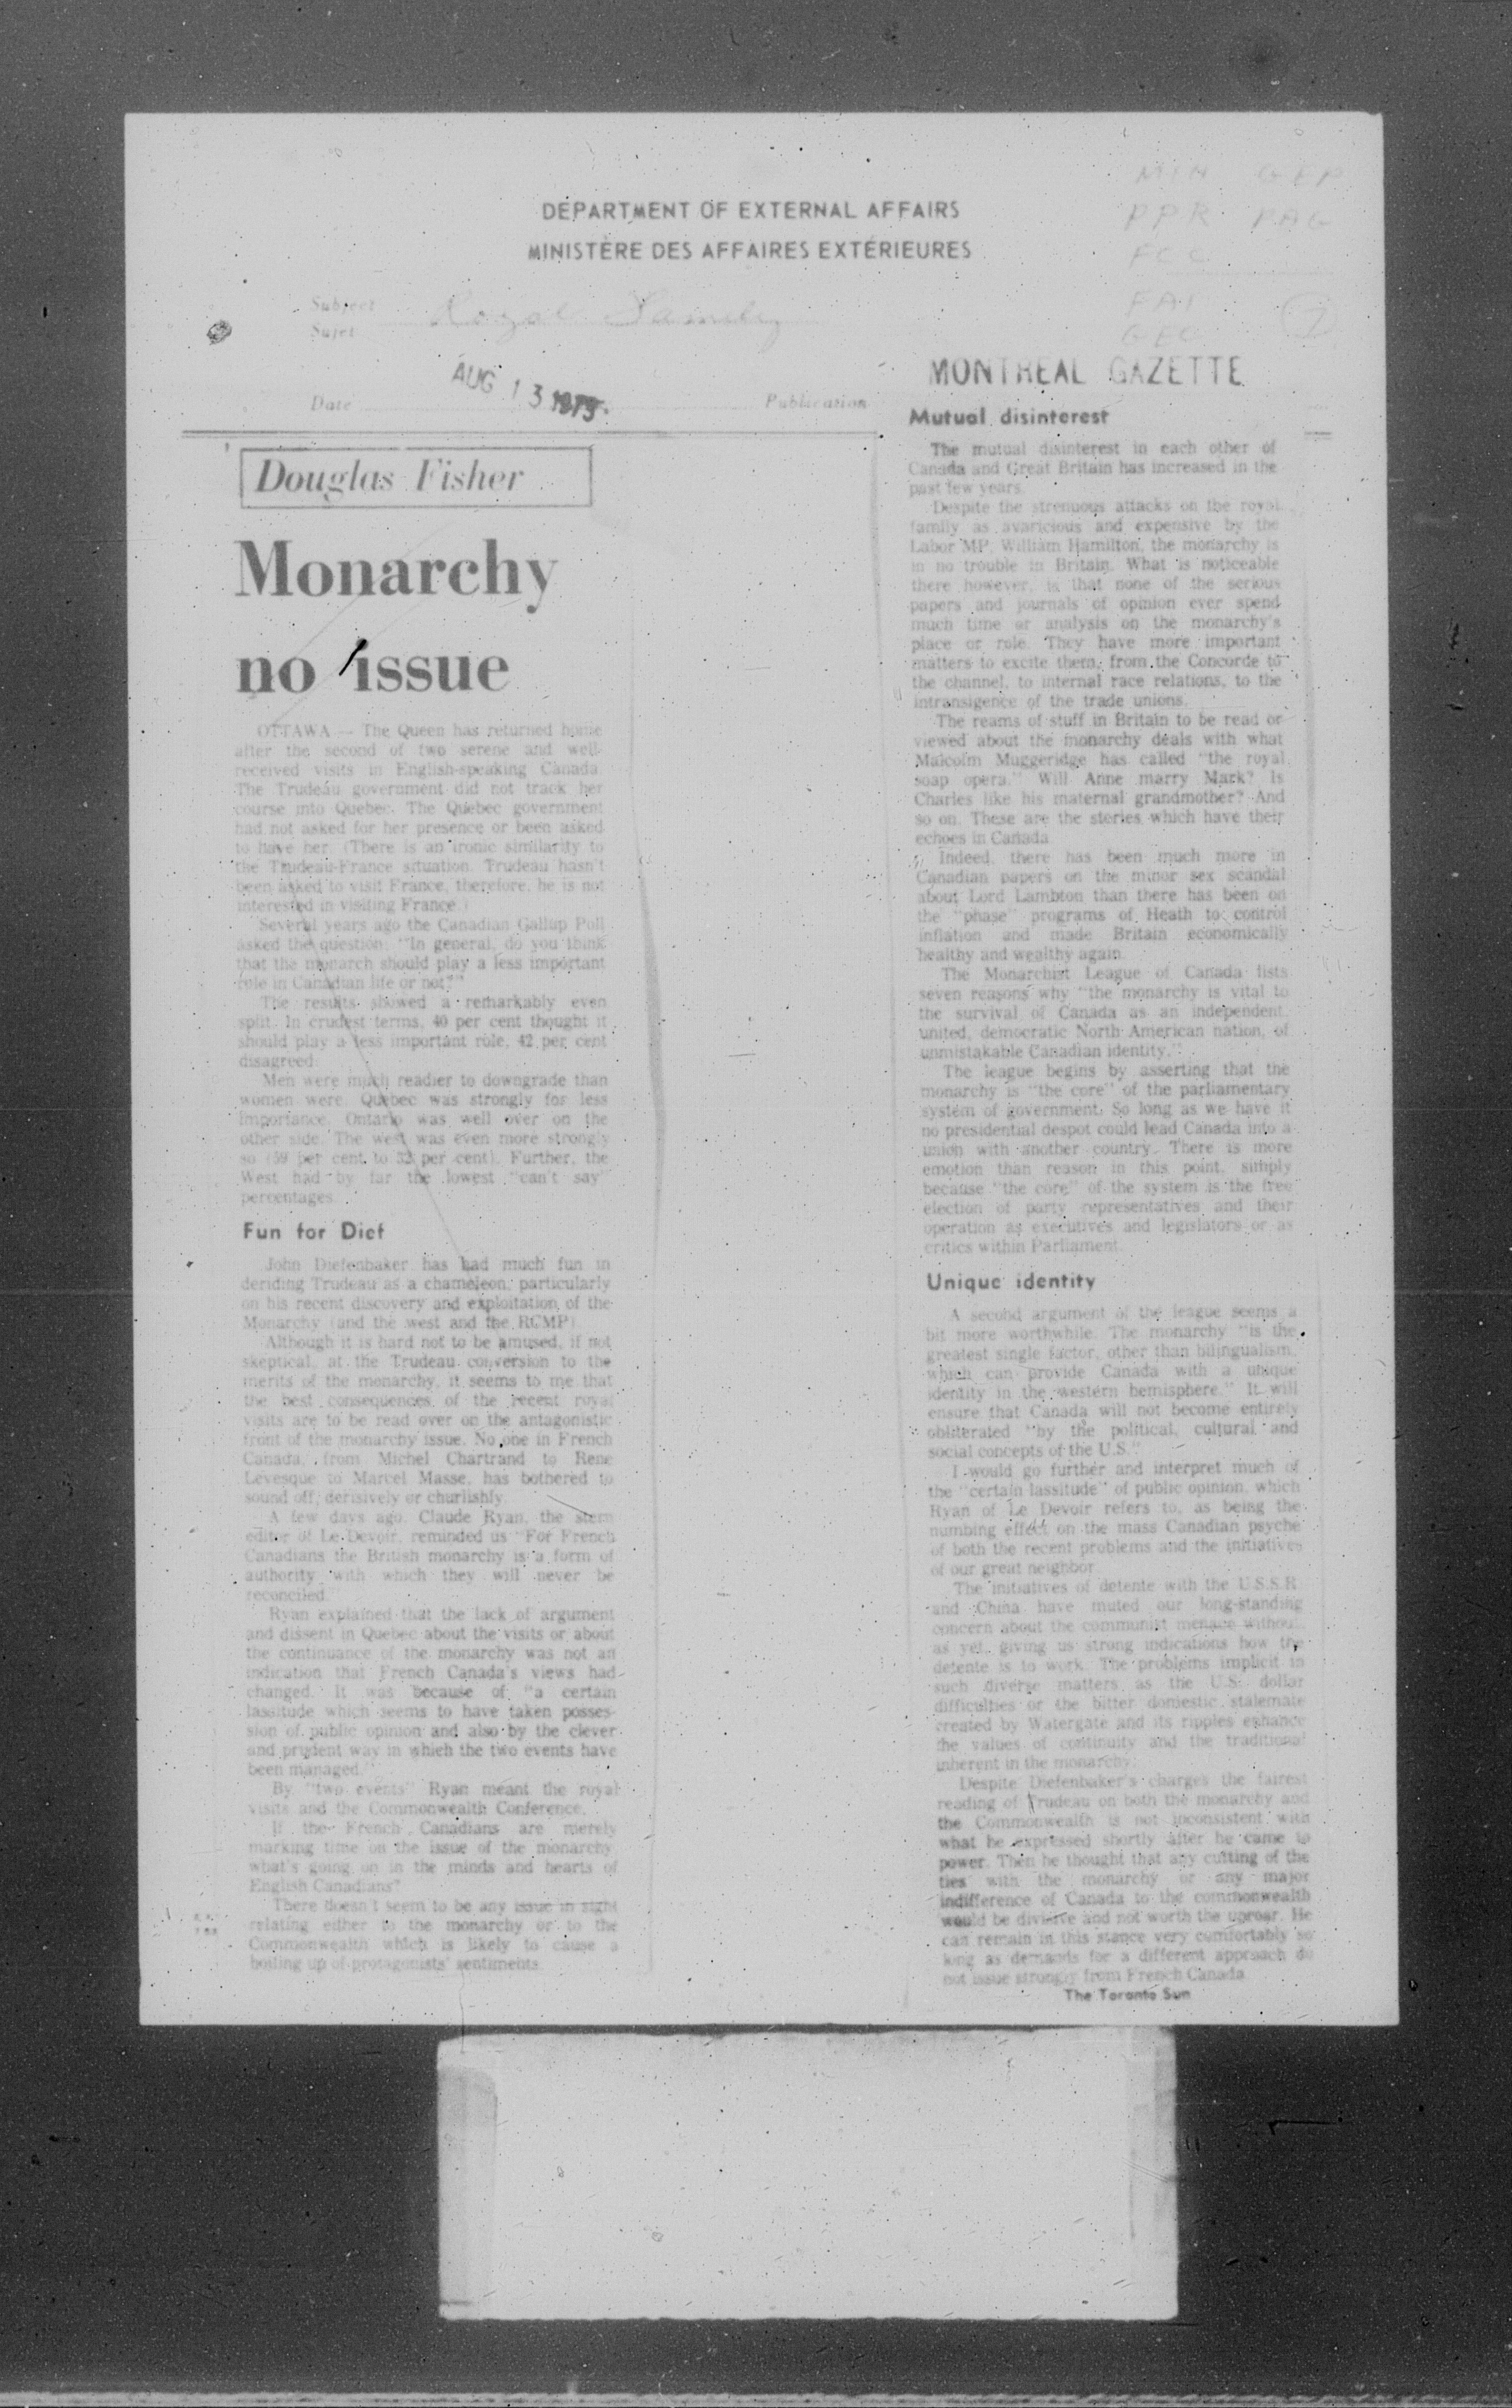 MIN GEP
DEPARTMENT OF EXTERNAL AFFAIRS
PPR PAG
MINISTÈRE DES AFFAIRES EXTÉRIEURES
FCC
FAI
Subject
Sujet
Royal Family
GEC
AUG 13 1973
Date
Publication
MONTREAL GAZETTE
Douglas Fisher
Monarchy
no issue
OTTAWA — The Queen has returned home
after the second of two serene and well-
received visits in English-speaking Canada.
The Trudeau government did not track her
course into Quebec. The Quebec government
had not asked for her presence or been asked
to have her. (There is an ironic similarity to
the Trudeau-France situation. Trudeau hasn't
been asked to visit France, therefore, he is not
interested in visiting France.)
Several years ago the Canadian Gallup Poll
asked the question: "In general, do you think
that the monarch should play a less important
role in Canadian life or not?"
The results showed a remarkably even
split. In crudest terms, 40 per cent thought it
should play a less important role, 42 per cent
disagreed.
Men were much readier to downgrade than
women were. Quebec was strongly for less
importance. Ontario was well over on the
other side. The west was even more strongly
so (59 per cent to 32 per cent). Further, the
West had by far the lowest "can't say"
percentages.
Fun for Dief
John Diefenbaker has had much fun in
deriding Trudeau as a chameleon, particularly
on his recent discovery and exploitation of the
Monarchy (and the west and the RCMP).
Although it is hard not to be amused, if not
skeptical, at the Trudeau conversion to the
merits of the monarchy, it seems to me that
the best consequences of the recent royal
visits are to be read over on the antagonistic
front of the monarchy issue. No one in French
Canada, from Michel Chartrand to Rene
Levesque to Marcel Masse, has bothered to
sound off, derisively or churlishly.
A few days ago, Claude Ryan, the stern
editor of Le Devoir, reminded us "For French
Canadians the British monarchy is a form of
authority with which they will never be
reconciled."
Ryan explained that the lack of argument
and dissent in Quebec about the visits or about
the continuance of the monarchy was not an
indication that French Canada's views had
changed. It was because of "a certain
lassitude which seems to have taken posses-
sion of public opinion and also by the clever
and prudent way in which the two events have
been managed."
By "two events" Ryan meant the royal
visits and the Commonwealth Conference.
If the French Canadians are merely
marking time on the issue of the monarchy
what's going on in the minds and hearts of
English Canadians?
There doesn't seem to be any issue in sight
relating either to the monarchy or to the
Commonwealth which is likely to cause a
boiling up of protagonists' sentiments.
Mutual disinterest
The mutual disinterest in each other of
Canada and Great Britain has increased in the
past few years.
Despite the strenuous attacks on the royal
family as avaricious and expensive by the
Labor MP, William Hamilton, the monarchy is
in no trouble in Britain. What is noticeable
there however, is that none of the serious
papers and journals of opinion ever spend
much time or analysis on the monarchy's
place or role. They have more important
matters to excite them, from the Concorde to
the channel, to internal race relations, to the
intransigence of the trade unions.
The reams of stuff in Britain to be read or
viewed about the monarchy deals with what
Malcolm Muggeridge has called "the royal
soap opera." Will Anne marry Mark? Is
Charles like his maternal grandmother? And
so on. These are the stories which have their
echoes in Canada.
Indeed, there has been much more in
Canadian papers on the minor sex scandal
about Lord Lambton than there has been on
the "phase" programs of Heath to control
inflation and made Britain economically
healthy and wealthy again.
The Monarchist League of Canada lists
seven reasons why "the monarchy is vital to
the survival of Canada as an independent,
united, democratic North American nation, of
unmistakable Canadian identity."
The league begins by asserting that the
monarchy is "the core" of the parliamentary
system of government. So long as we have it
no presidential despot could lead Canada into a
union with another country. There is more
emotion than reason in this point, simply
because "the core" of the system is the free
election of party representatives and their
operation as executives and legislators or as
critics within Parliament.
Unique identity
A second argument of the league seems a
bit more worthwhile. The monarchy "is the
greatest single factor, other than bilingualism,
which can provide Canada with a unique
identity in the western hemisphere." It will
ensure that Canada will not become entirely
obliterated "by the political, cultural and
social concepts of the U.S."
I would go further and interpret much of
the "certain lassitude" of public opinion, which
Ryan of Le Devoir refers to, as being the
numbing effect on the mass Canadian psyche
of both the recent problems and the initiatives
of our great neighbor.
The initiatives of detente with the U.S.S.R.
and China have muted our long-standing
concern about the communist menace without,
as yet, giving us strong indications how the
detente is to work. The problems implicit in
such diverse matters as the U.S. dollar
difficulties or the bitter domestic stalemate
created by Watergate and its ripples enhance
the values of continuity and the traditional
inherent in the monarchy.
Despite Diefenbaker's charges the fairest
reading of Trudeau on both the monarchy and
the Commonwealth is not inconsistent with
what he expressed shortly after he came to
power. Then he thought that any cutting of the
ties with the monarchy or any major
indifference of Canada to the commonwealth
would be divisive and not worth the uproar. He
can remain in this stance very comfortably so
long as demands for a different approach do
not issue strongly from French Canada.
The Toronto Sun